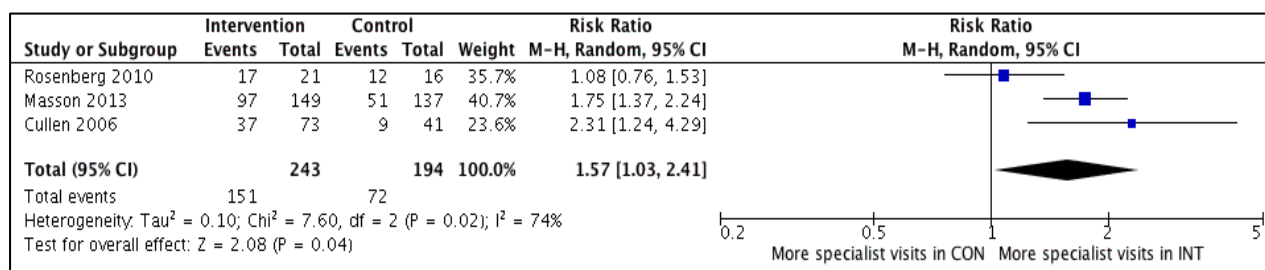 Intervention Control Risk Ratio Risk Ratio
Study or Subgroup Events Total Events Total Weight M-H, Random, 95% CI M-H, Random, 95% CI
Rosenberg 2010 17 21 12 16 35.7% 1.08 [0.76, 1.53]
Masson 2013 97 149 51 137 40.7% 1.75 [1.37, 2.24]
Cullen 2006 37 73 9 41 23.6% 2.31 [1.24, 4.29]
Total (95% CI) 243 194 100.0% 1.57 [1.03, 2.41]
Total events 151 72
Heterogeneity: Tau² = 0.10; Chi² = 7.60, df = 2 (P = 0.02); I² = 74%
Test for overall effect: Z = 2.08 (P = 0.04)
0.2 0.5 1 2 5
More specialist visits in CON More specialist visits in INT